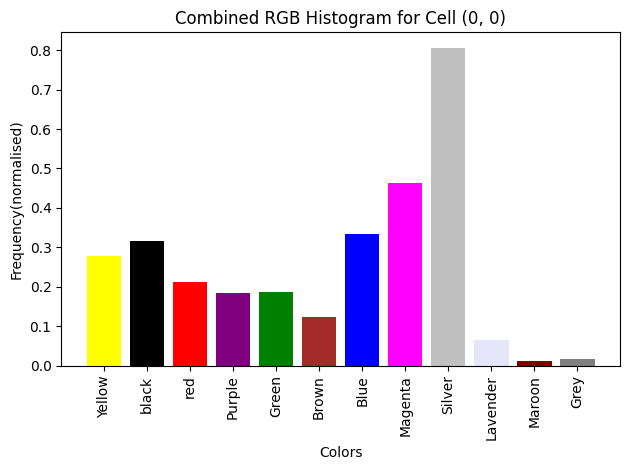 Combined RGB Histogram for Cell (0, 0)
Frequency(normalised)
0.8
0.7
0.6
0.5
0.4
0.3
0.2
0.1
0.0
Yellow
black
red
Purple
Green
Brown
Blue
Magenta
Silver
Lavender
Maroon
Grey
Colors